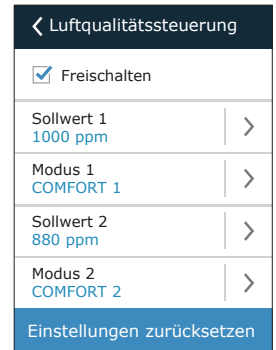 Luftqualitätssteuerung
Freischalten
Sollwert 1
1000 ppm
Modus 1
COMFORT 1
Sollwert 2
880 ppm
Modus 2
COMFORT 2
Einstellungen zurücksetzen